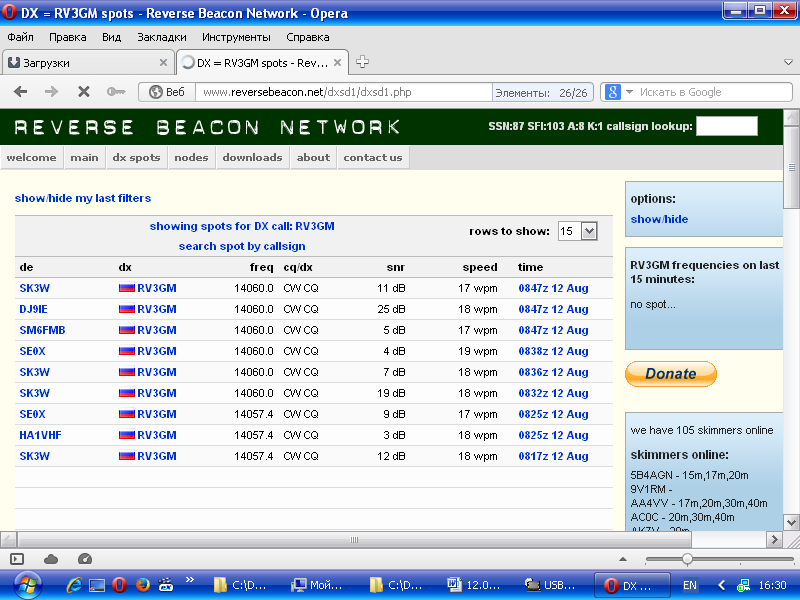 DX = RV3GM spots - Reverse Beacon Network - Opera
Файл Правка Вид Закладки Инструменты Справка
Загрузки
DX = RV3GM spots - Rev...
Веб www.reversebeacon.net/dxsd1/dxsd1.php Элементы: 26/26 Искать в Google
REVERSE BEACON NETWORK
SSN:87 SFI:103 A:8 K:1 callsign lookup:
welcome main dx spots nodes downloads about contact us
show/hide my last filters
showing spots for DX call: RV3GM
search spot by callsign
rows to show: 15
de dx freq cq/dx snr speed time
SK3W RV3GM 14060.0 CW CQ 11 dB 17 wpm 0847z 12 Aug
DJ9IE RV3GM 14060.0 CW CQ 25 dB 18 wpm 0847z 12 Aug
SM6FMB RV3GM 14060.0 CW CQ 5 dB 17 wpm 0847z 12 Aug
SE0X RV3GM 14060.0 CW CQ 4 dB 19 wpm 0838z 12 Aug
SK3W RV3GM 14060.0 CW CQ 7 dB 18 wpm 0836z 12 Aug
SK3W RV3GM 14060.0 CW CQ 19 dB 18 wpm 0832z 12 Aug
SE0X RV3GM 14057.4 CW CQ 9 dB 17 wpm 0825z 12 Aug
HA1VHF RV3GM 14057.4 CW CQ 3 dB 18 wpm 0825z 12 Aug
SK3W RV3GM 14057.4 CW CQ 12 dB 18 wpm 0817z 12 Aug
options:
show/hide
RV3GM frequencies on last
15 minutes:
no spot...
Donate
we have 105 skimmers online
skimmers online:
5B4AGN - 15m,17m,20m
9V1RM -
AA4VV - 17m,20m,30m,40m
AC0C - 20m,30m,40m
C:\D... Мой... C:\D... 12.0... USB... DX ... EN 16:30